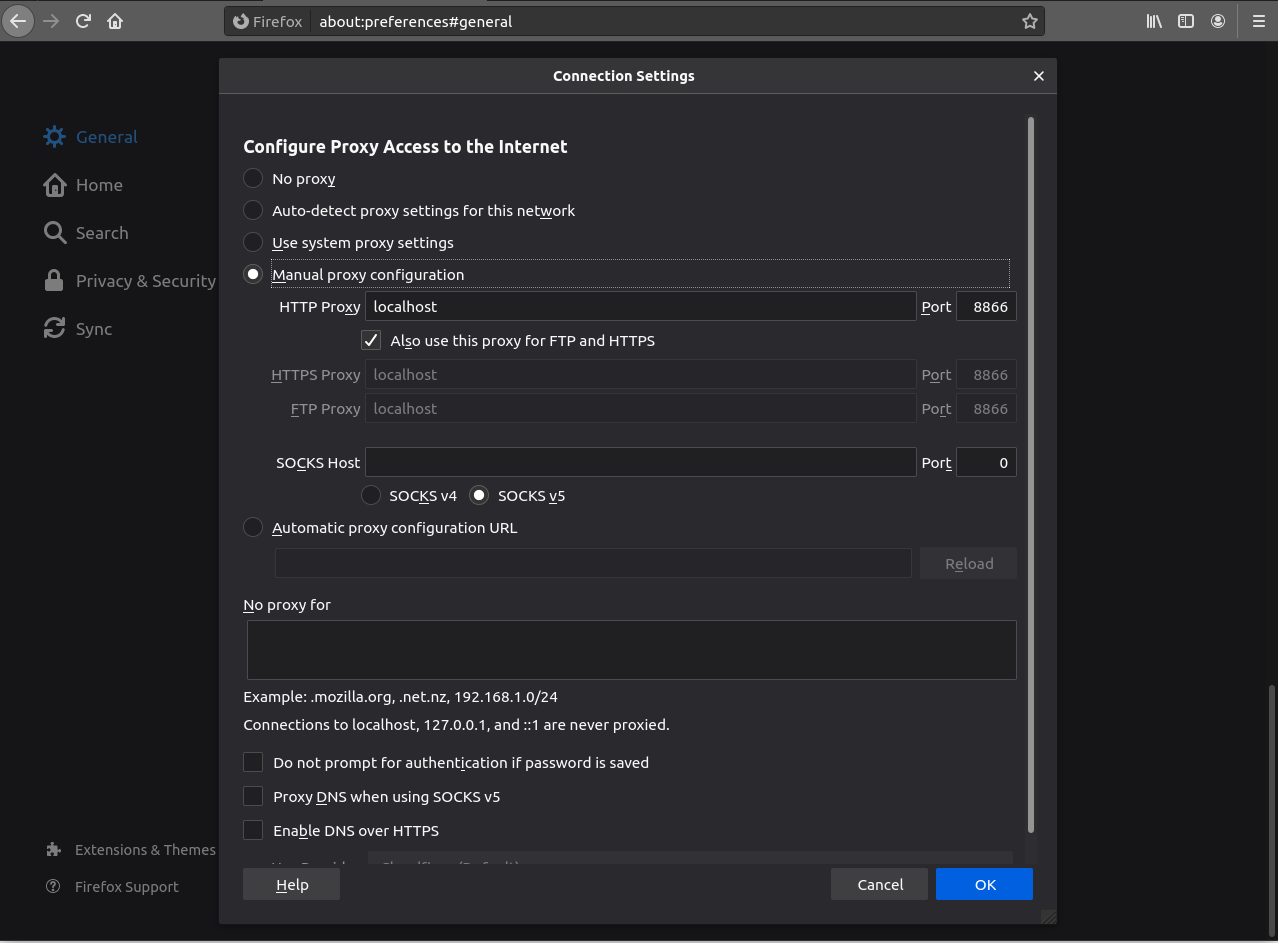 Firefox about:preferences#general
Connection Settings
General
Home
Search
Privacy & Security
Sync
Extensions & Themes
Firefox Support
Configure Proxy Access to the Internet
No proxy
Auto-detect proxy settings for this network
Use system proxy settings
Manual proxy configuration
HTTP Proxy localhost Port 8866
Also use this proxy for FTP and HTTPS
HTTPS Proxy localhost Port 8866
FTP Proxy localhost Port 8866
SOCKS Host Port 0
SOCKS v4 SOCKS v5
Automatic proxy configuration URL
Reload
No proxy for
Example: .mozilla.org, .net.nz, 192.168.1.0/24
Connections to localhost, 127.0.0.1, and ::1 are never proxied.
Do not prompt for authentication if password is saved
Proxy DNS when using SOCKS v5
Enable DNS over HTTPS
Help Cancel OK